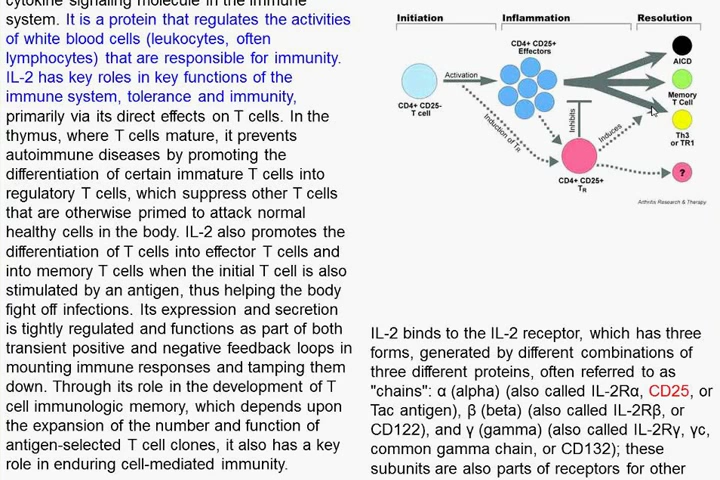 cytokine signaling molecule in the immune
system. It is a protein that regulates the activities
of white blood cells (leukocytes, often
lymphocytes) that are responsible for immunity.
IL-2 has key roles in key functions of the
immune system, tolerance and immunity,
primarily via its direct effects on T cells. In the
thymus, where T cells mature, it prevents
autoimmune diseases by promoting the
differentiation of certain immature T cells into
regulatory T cells, which suppress other T cells
that are otherwise primed to attack normal
healthy cells in the body. IL-2 also promotes the
differentiation of T cells into effector T cells and
into memory T cells when the initial T cell is also
stimulated by an antigen, thus helping the body
fight off infections. Its expression and secretion
is tightly regulated and functions as part of both
transient positive and negative feedback loops in
mounting immune responses and tamping them
down. Through its role in the development of T
cell immunologic memory, which depends upon
the expansion of the number and function of
antigen-selected T cell clones, it also has a key
role in enduring cell-mediated immunity.
Initiation
Inflammation
Resolution
CD4+ CD25+
Effectors
Activation
CD4+ CD25-
T cell
Induction of TR
Inhibits
Induces
CD4+ CD25+
TR
AICD
Memory
T Cell
Th3
or TR1
?
Arthritis Research & Therapy
IL-2 binds to the IL-2 receptor, which has three
forms, generated by different combinations of
three different proteins, often referred to as
"chains": α (alpha) (also called IL-2Rα, CD25, or
Tac antigen), β (beta) (also called IL-2Rβ, or
CD122), and γ (gamma) (also called IL-2Rγ, γc,
common gamma chain, or CD132); these
subunits are also parts of receptors for other